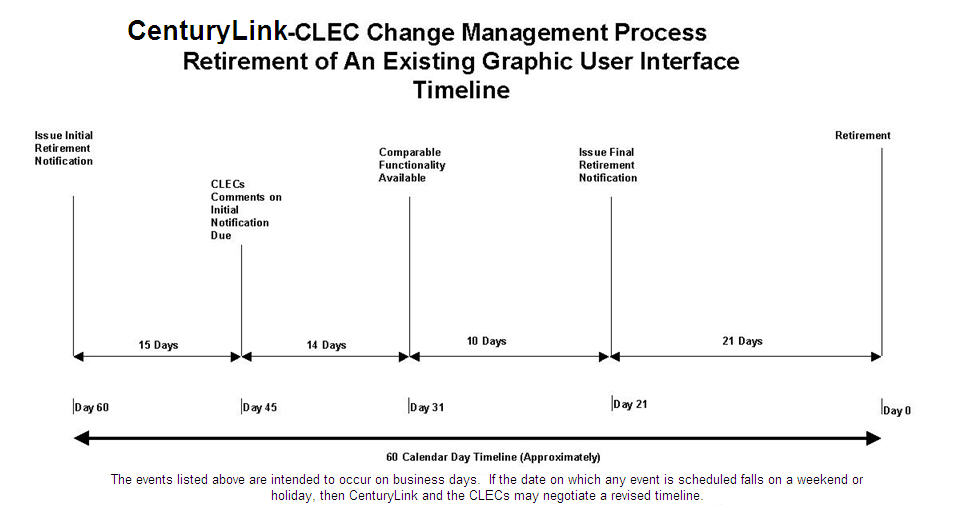 CenturyLink-CLEC Change Management Process
Retirement of An Existing Graphic User Interface
Timeline
Issue Initial
Retirement
Notification
CLECs
Comments on
Initial
Notification
Due
Comparable
Functionality
Available
Issue Final
Retirement
Notification
Retirement
15 Days
14 Days
10 Days
21 Days
Day 60
Day 45
Day 31
Day 21
Day 0
60 Calendar Day Timeline (Approximately)
The events listed above are intended to occur on business days. If the date on which any event is scheduled falls on a weekend or
holiday, then CenturyLink and the CLECs may negotiate a revised timeline.